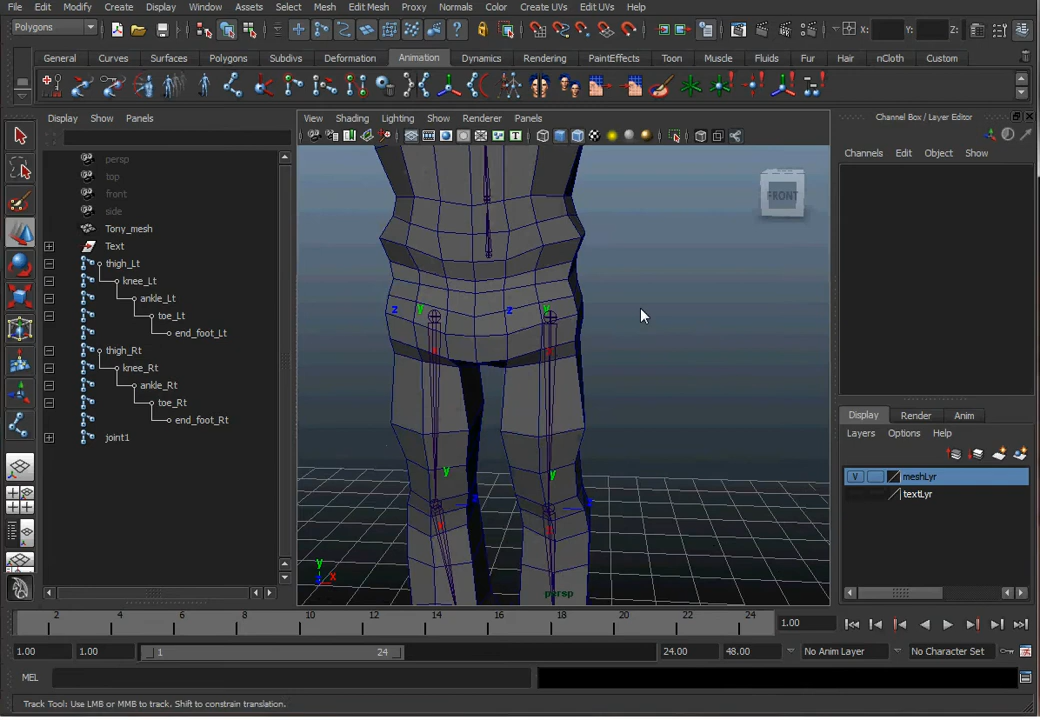 File Edit Modify Create Display Window Assets Select Mesh Edit Mesh Proxy Normals Color Create UVs Edit UVs Help
Polygons X: Y: Z:
General Curves Surfaces Polygons Subdivs Deformation Animation Dynamics Rendering PaintEffects Toon Muscle Fluids Fur Hair nCloth Custom
Display Show Panels
View Shading Lighting Show Renderer Panels
Channel Box / Layer Editor
Channels Edit Object Show
persp
top
front
side
Tony_mesh
Text
thigh_Lt
knee_Lt
ankle_Lt
toe_Lt
end_foot_Lt
thigh_Rt
knee_Rt
ankle_Rt
toe_Rt
end_foot_Rt
joint1
FRONT
z y z y
x x
y y
z z
x x
y
x
z
persp
Display Render Anim
Layers Options Help
V meshLyr
textLyr
2 4 6 8 10 12 14 16 18 20 22 24 1.00
1.00 1.00 1 24 24.00 48.00 No Anim Layer No Character Set
MEL
Track Tool: Use LMB or MMB to track. Shift to constrain translation.